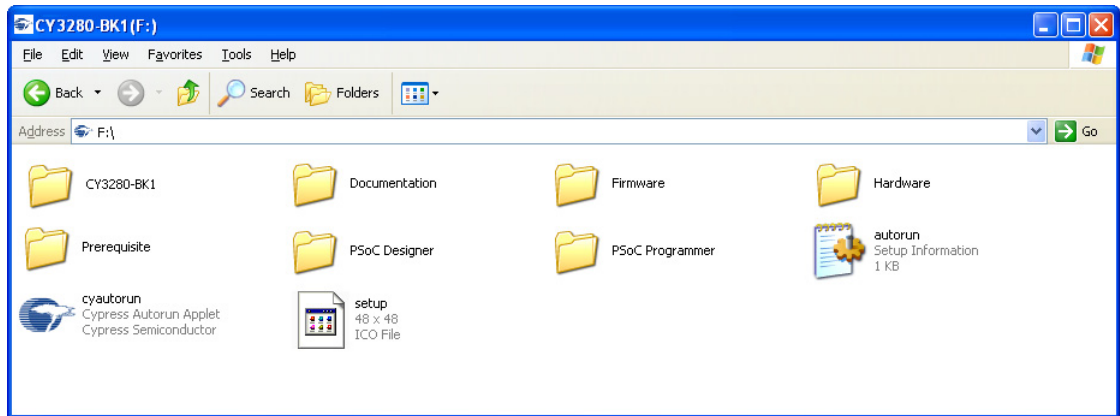 CY3280-BK1(F:)
File Edit View Favorites Tools Help
Back Search Folders
Address F:\ Go
CY3280-BK1 Documentation Firmware Hardware
Prerequisite PSoC Designer PSoC Programmer autorun
Setup Information
1 KB
cyautorun
Cypress Autorun Applet
Cypress Semiconductor
setup
48 x 48
ICO File